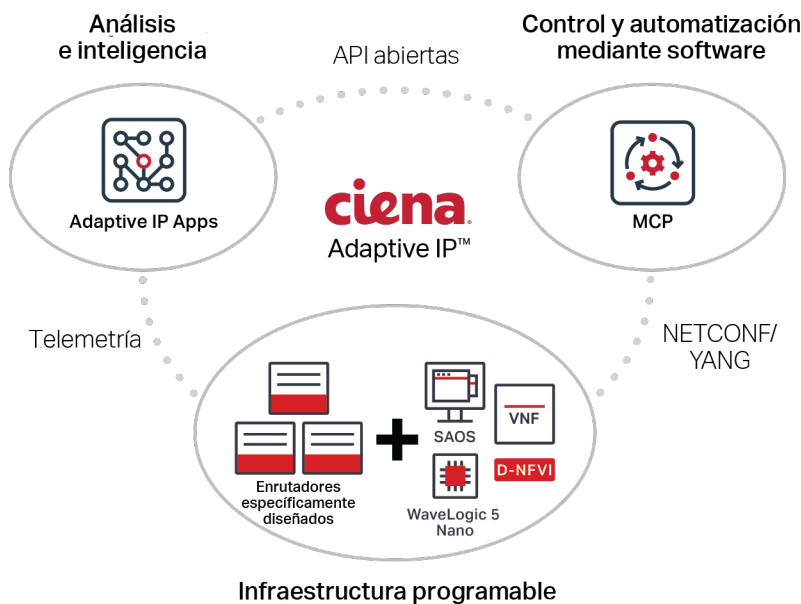 Análisis
e inteligencia
Control y automatización
mediante software
API abiertas
Adaptive IP Apps
ciena.
Adaptive IP™
MCP
Telemetría
NETCONF/
YANG
SAOS
VNF
D-NFVI
WaveLogic 5
Nano
Enrutadores
específicamente
diseñados
Infraestructura programable